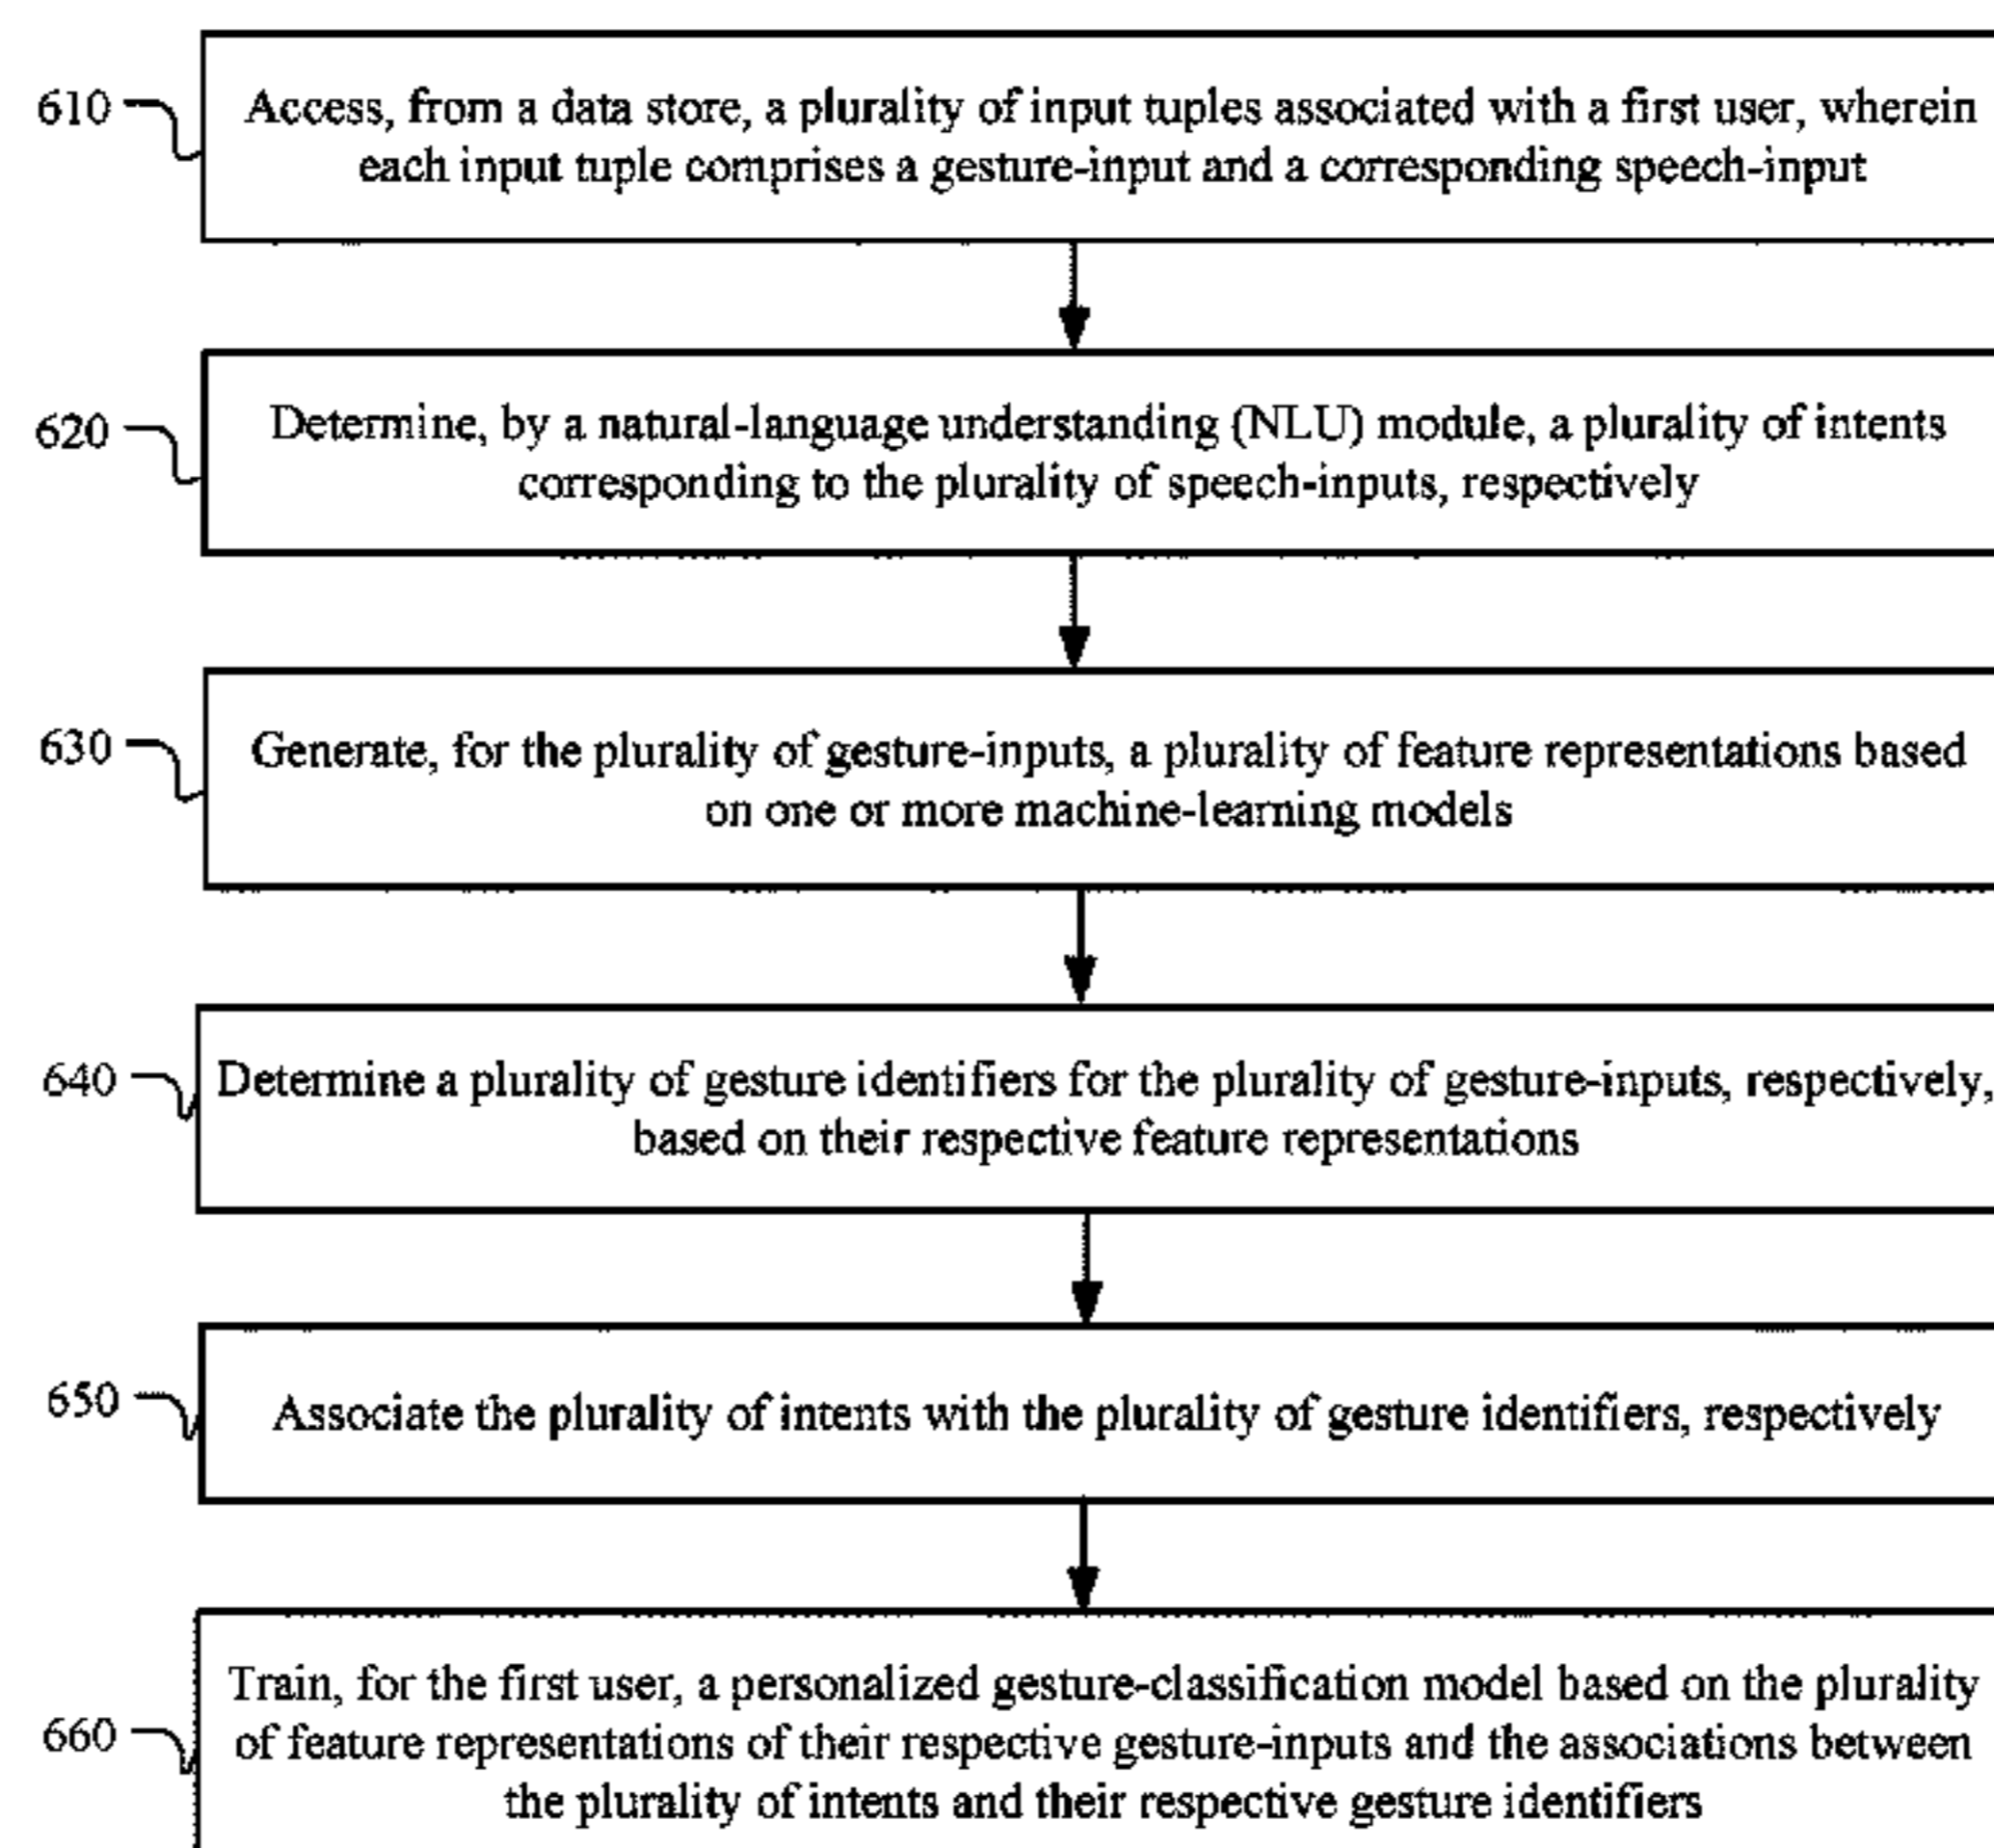 610
Access, from a data store, a plurality of input tuples associated with a first user, wherein
each input tuple comprises a gesture-input and a corresponding speech-input
620
Determine, by a natural-language understanding (NLU) module, a plurality of intents
corresponding to the plurality of speech-inputs, respectively
630
Generate, for the plurality of gesture-inputs, a plurality of feature representations based
on one or more machine-learning models
640
Determine a plurality of gesture identifiers for the plurality of gesture-inputs, respectively,
based on their respective feature representations
650
Associate the plurality of intents with the plurality of gesture identifiers, respectively
660
Train, for the first user, a personalized gesture-classification model based on the plurality
of feature representations of their respective gesture-inputs and the associations between
the plurality of intents and their respective gesture identifiers